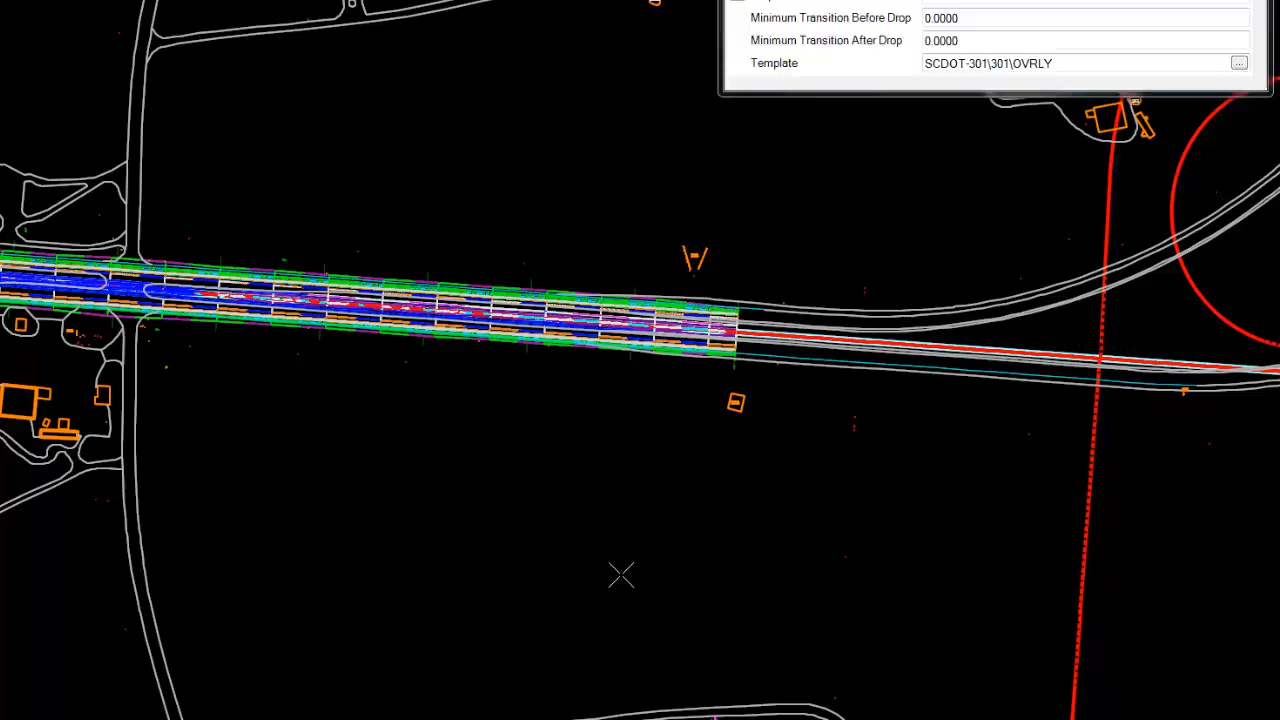 Minimum Transition Before Drop 0.0000
Minimum Transition After Drop 0.0000
Template SCDOT-301\301\OVRLY ...